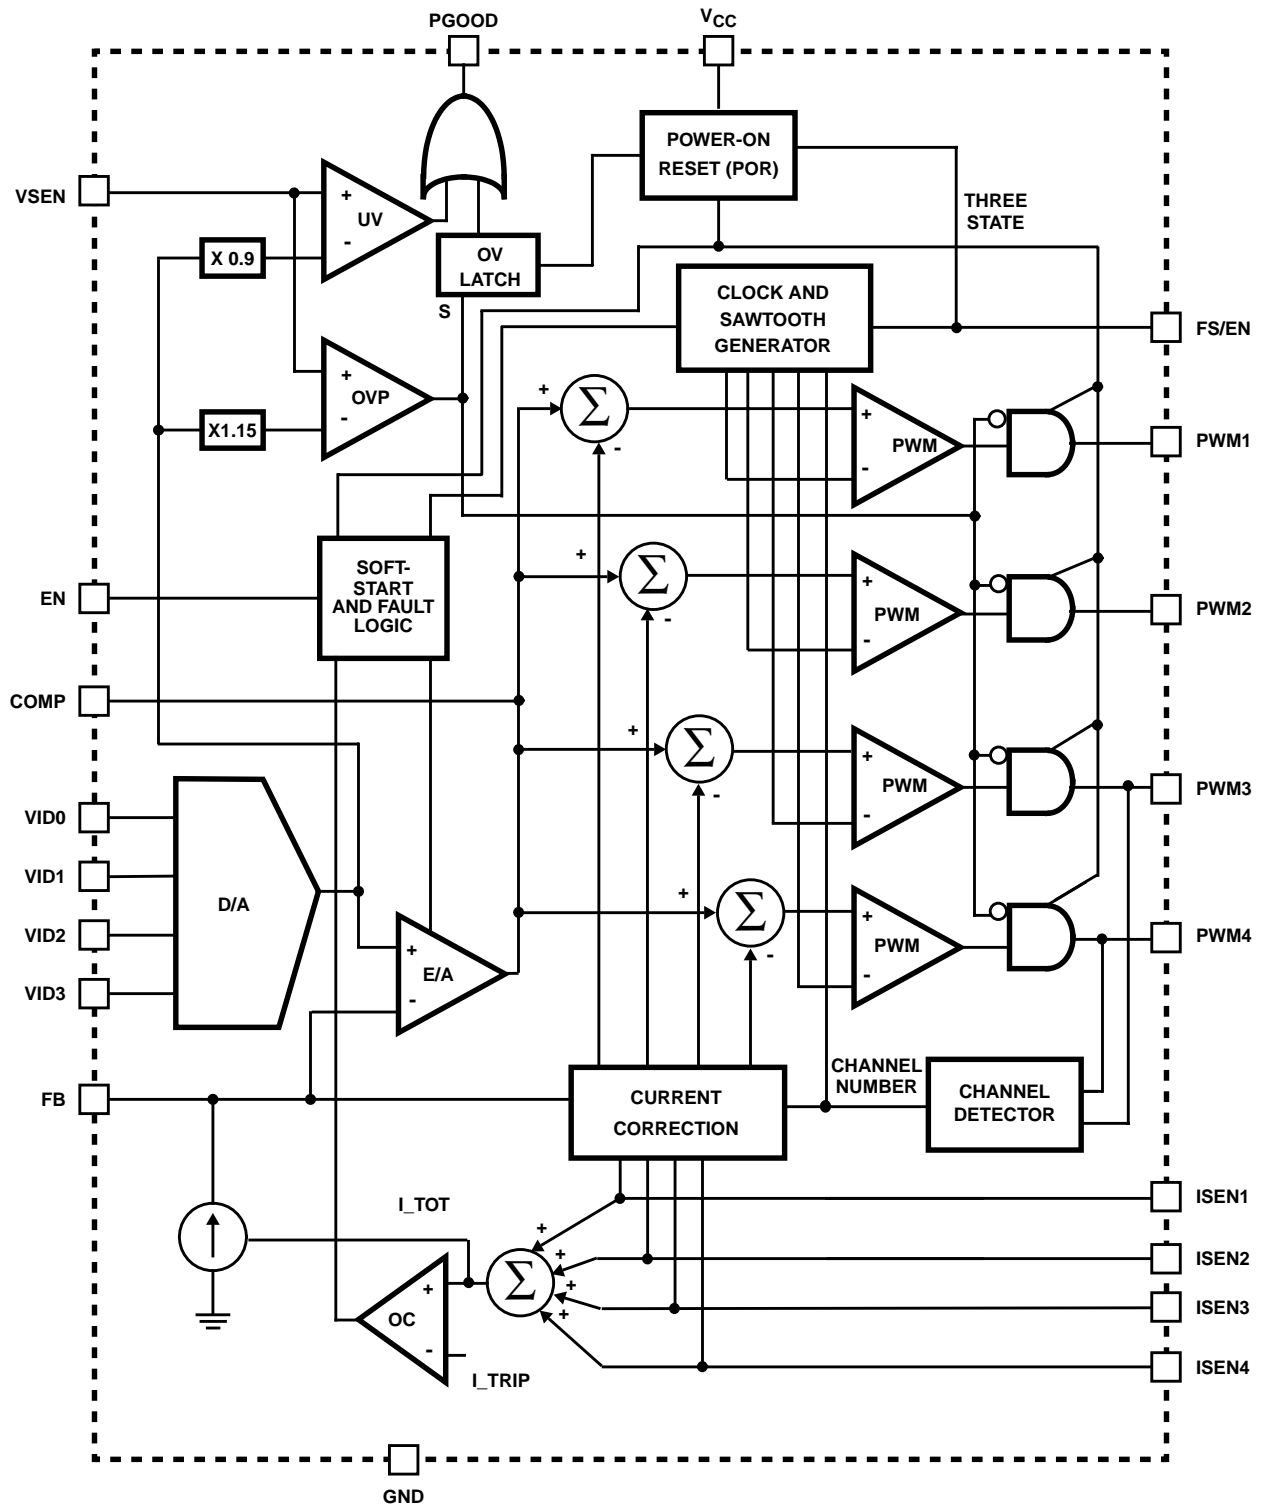 PGOOD
VCC
VSEN
+
UV
-
X 0.9
OV
LATCH
S
POWER-ON
RESET (POR)
THREE
STATE
CLOCK AND
SAWTOOTH
GENERATOR
FS/EN
+
OVP
-
X1.15
+
Σ
-
+
PWM
-
PWM1
SOFT-
START
AND FAULT
LOGIC
EN
+
Σ
-
+
PWM
-
PWM2
COMP
+
Σ
-
+
PWM
-
PWM3
VID0
VID1
VID2
VID3
D/A
+
E/A
-
+
Σ
-
+
PWM
-
PWM4
FB
CURRENT
CORRECTION
CHANNEL
NUMBER
CHANNEL
DETECTOR
I_TOT
+
+
+
+
Σ
+
OC
-
I_TRIP
ISEN1
ISEN2
ISEN3
ISEN4
GND